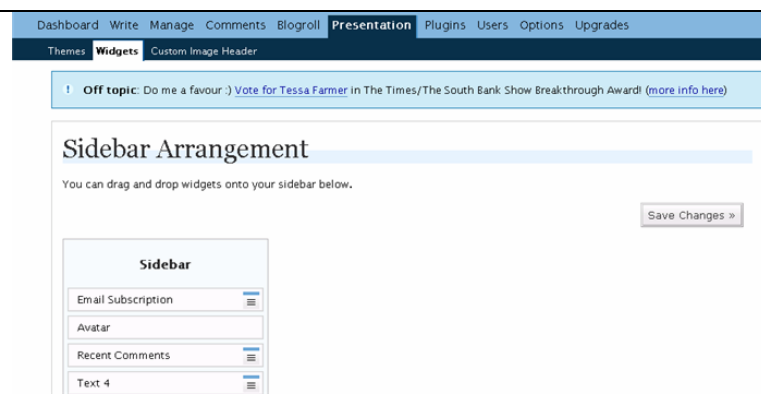 Dashboard Write Manage Comments Blogroll Presentation Plugins Users Options Upgrades
Themes Widgets Custom Image Header
! Off topic: Do me a favour :) Vote for Tessa Farmer in The Times/The South Bank Show Breakthrough Award! (more info here)
Sidebar Arrangement
You can drag and drop widgets onto your sidebar below.
Save Changes »
Sidebar
Email Subscription
Avatar
Recent Comments
Text 4